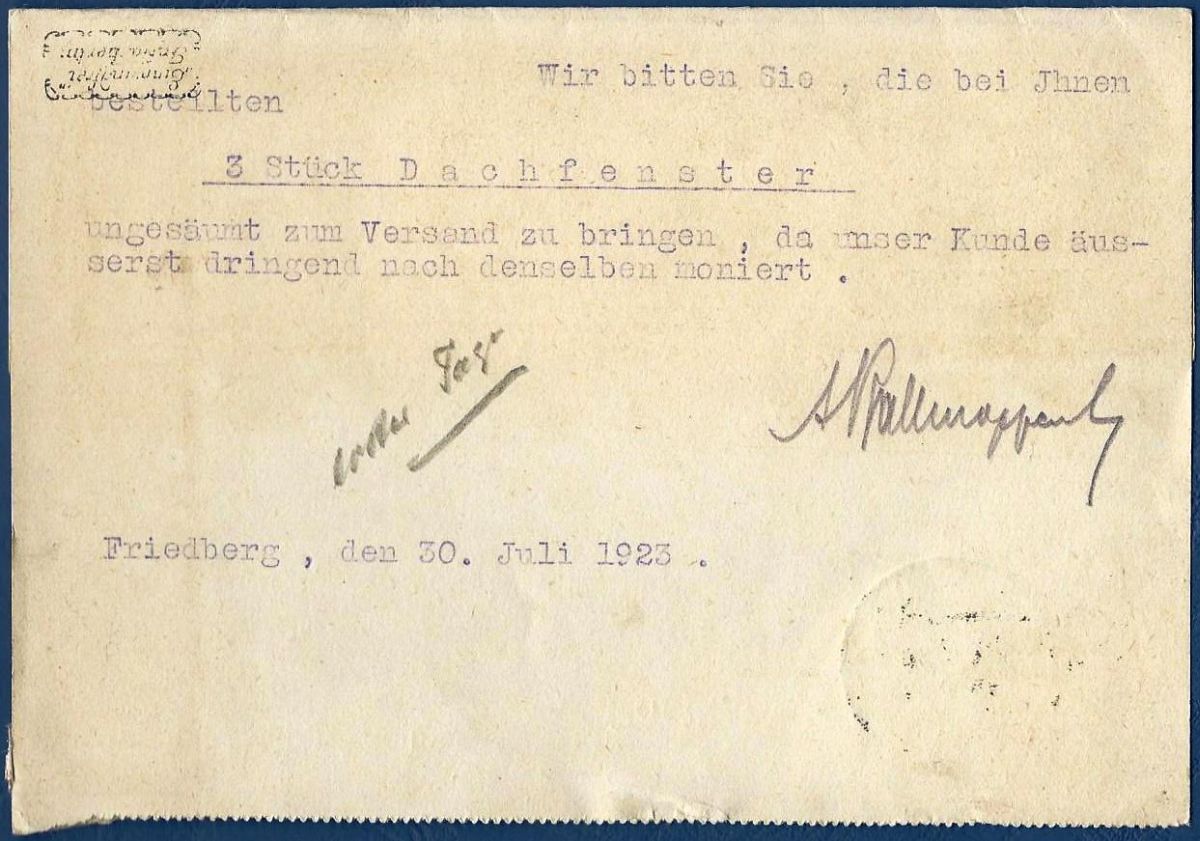 Wir bitten Sie , die bei Jhnen
bestellten
3 Stück D a c h f e n s t e r
ungesäumt zum Versand zu bringen , da unser Kunde äus-
serst dringend nach denselben moniert .
Friedberg , den 30. Juli 1923 .